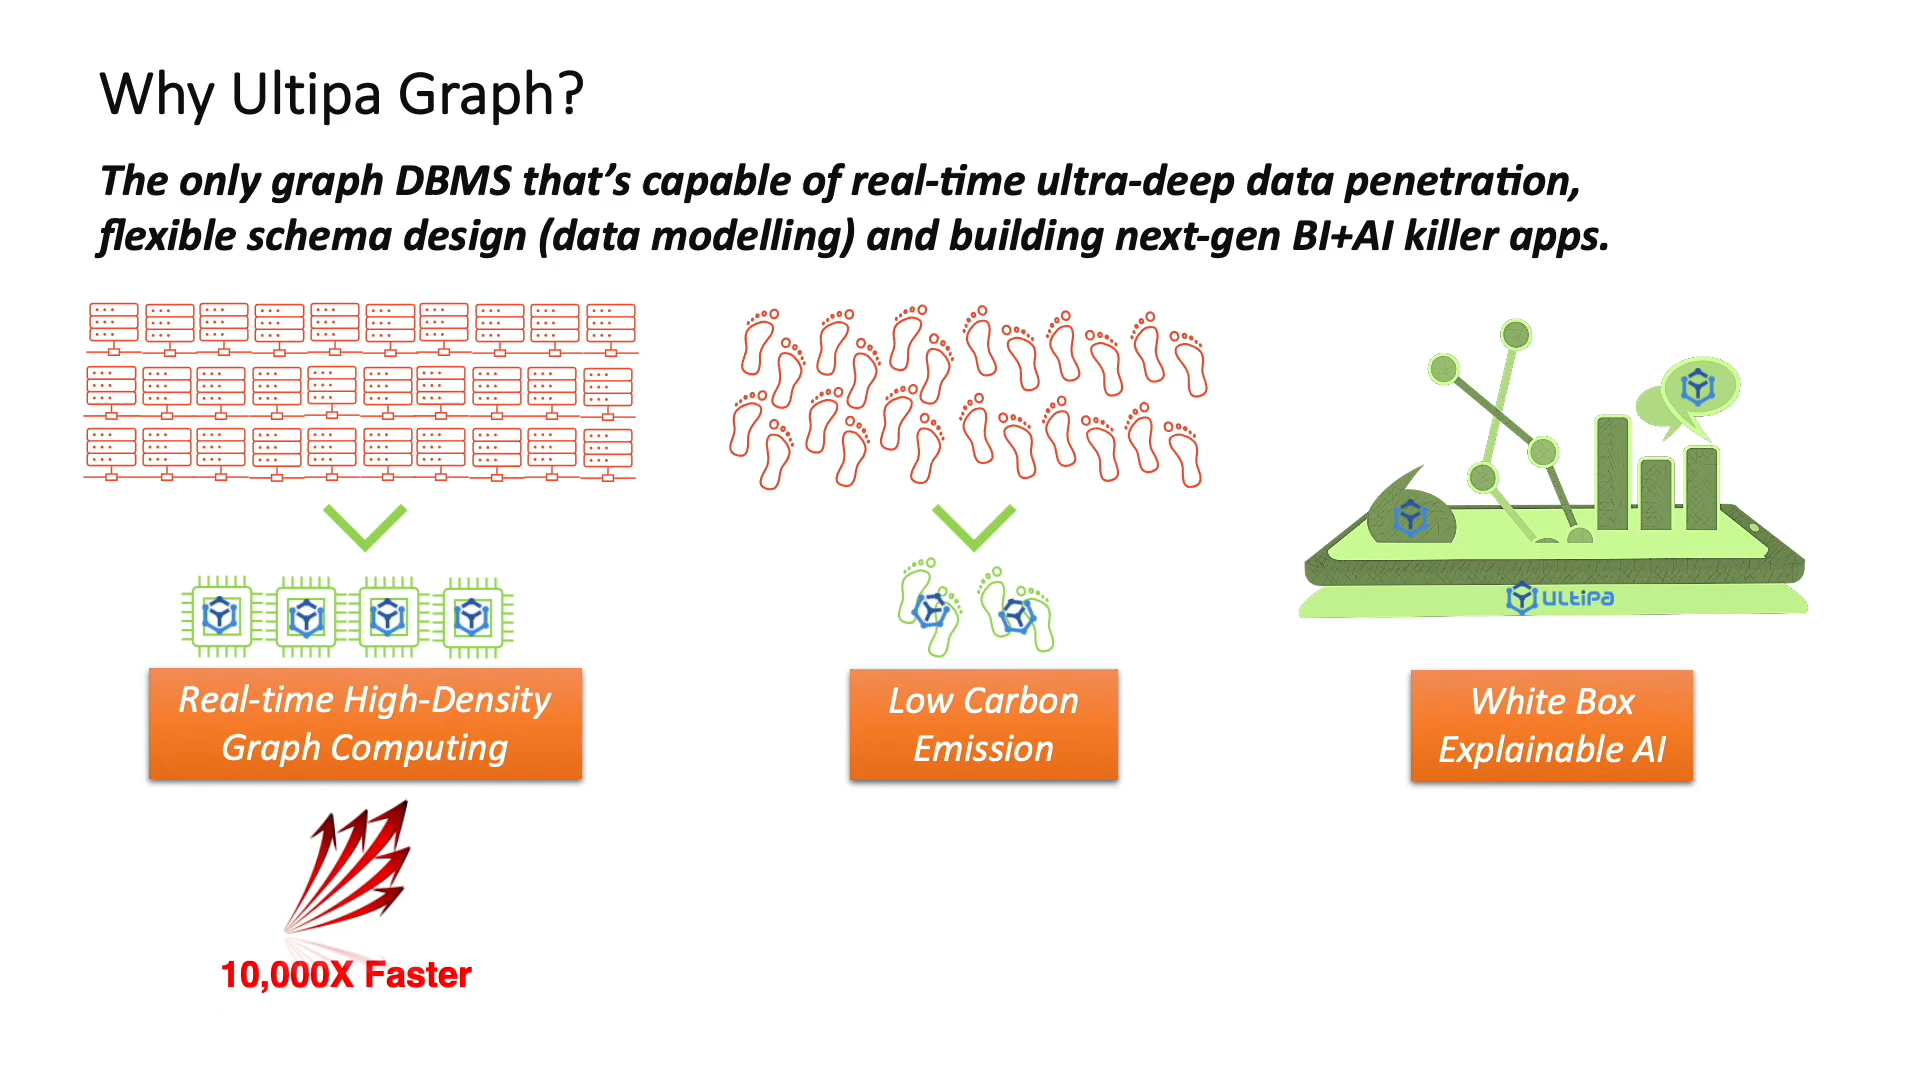 Why Ultipa Graph?
The only graph DBMS that’s capable of real-time ultra-deep data penetration,
flexible schema design (data modelling) and building next-gen BI+AI killer apps.
ULTIPA
Real-time High-Density
Graph Computing
Low Carbon
Emission
White Box
Explainable AI
10,000X Faster